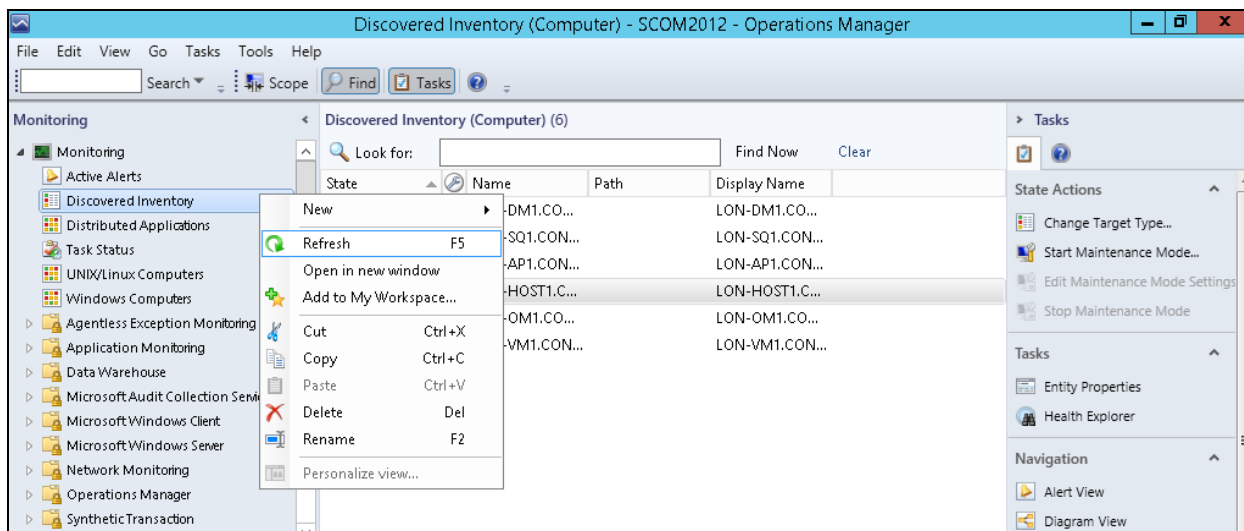 Discovered Inventory (Computer) - SCOM2012 - Operations Manager
File Edit View Go Tasks Tools Help
Search Scope Find Tasks
Monitoring
Monitoring
Active Alerts
Discovered Inventory
Distributed Applications
Task Status
UNIX/Linux Computers
Windows Computers
Agentless Exception Monitoring
Application Monitoring
Data Warehouse
Microsoft Audit Collection Servi
Microsoft Windows Client
Microsoft Windows Server
Network Monitoring
Operations Manager
Synthetic Transaction
New
Refresh F5
Open in new window
Add to My Workspace...
Cut Ctrl+X
Copy Ctrl+C
Paste Ctrl+V
Delete Del
Rename F2
Personalize view...
Discovered Inventory (Computer) (6)
Look for: Find Now Clear
State Name Path Display Name
-DM1.CO... LON-DM1.CO...
-SQ1.CON... LON-SQ1.CON...
-AP1.CON... LON-AP1.CON...
-HOST1.C... LON-HOST1.C...
-OM1.CO... LON-OM1.CO...
-VM1.CON... LON-VM1.CON...
Tasks
State Actions
Change Target Type...
Start Maintenance Mode...
Edit Maintenance Mode Settings
Stop Maintenance Mode
Tasks
Entity Properties
Health Explorer
Navigation
Alert View
Diagram View